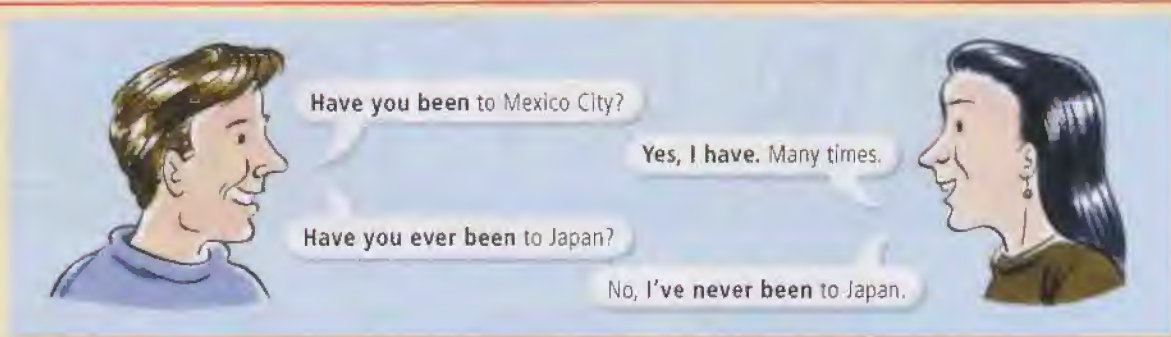 Have you been to Mexico City?
Yes, I have. Many times.
Have you ever been to Japan?
No, I've never been to Japan.